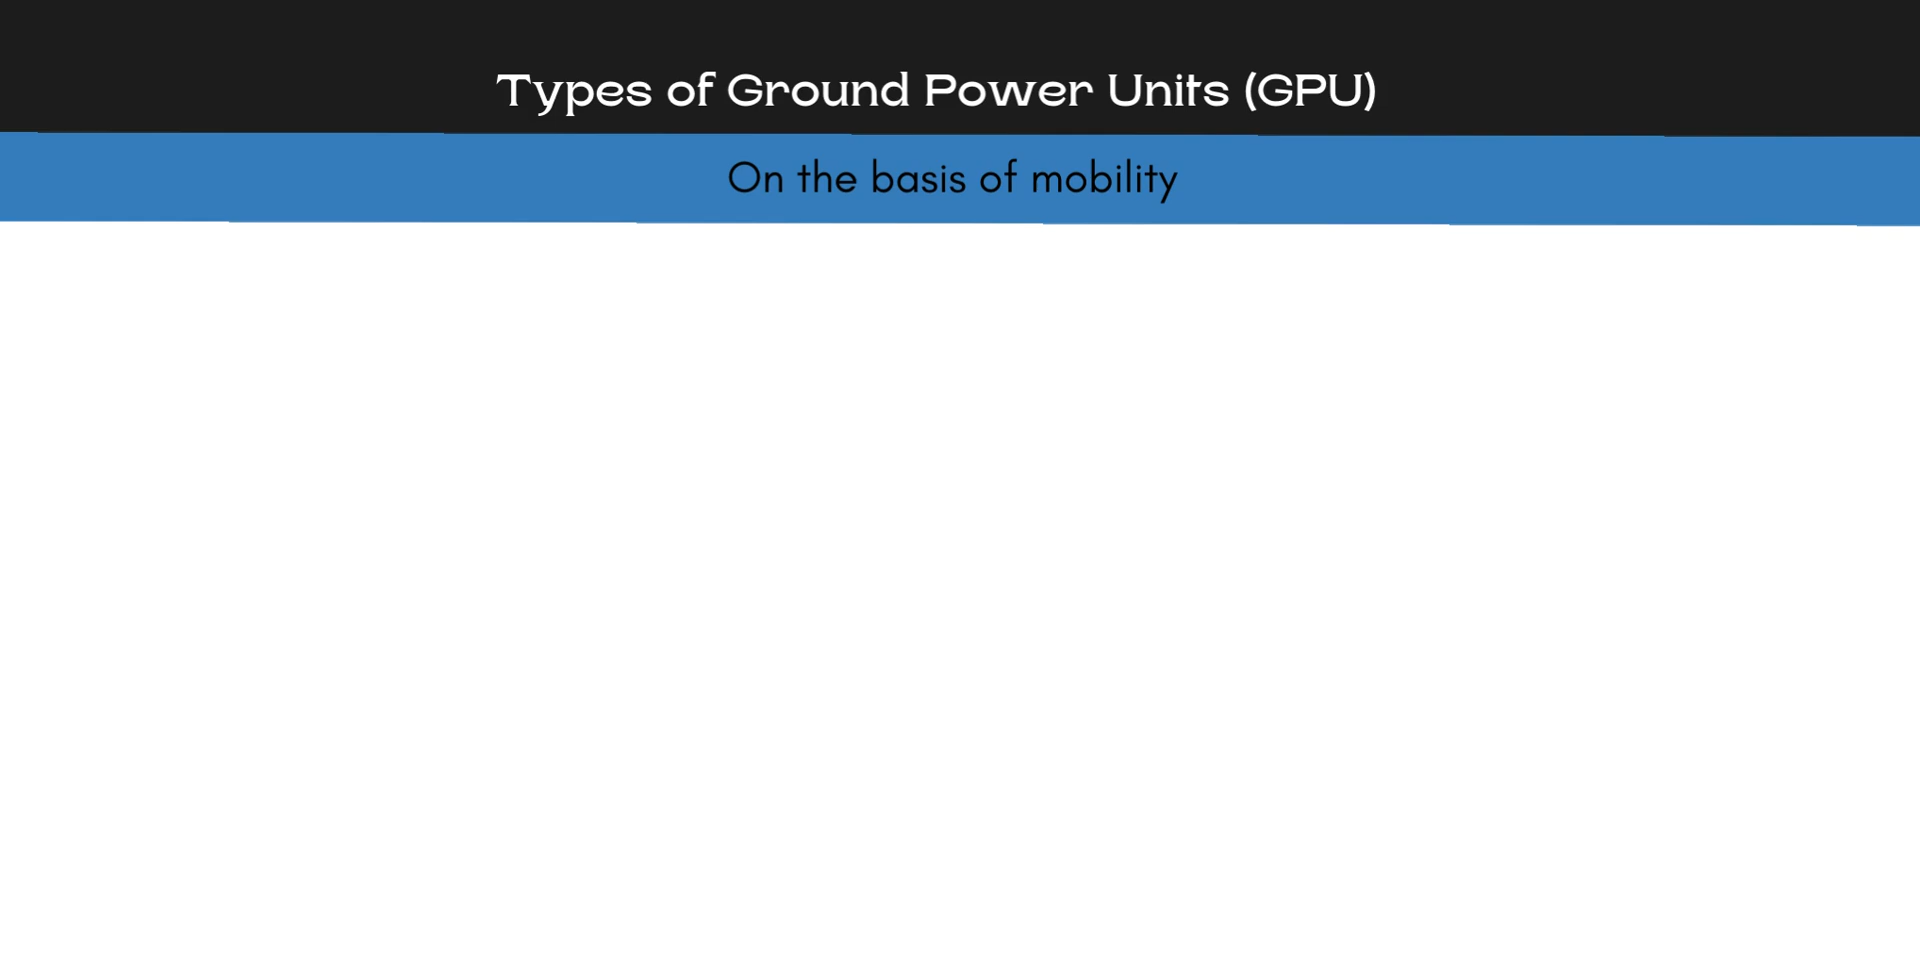 Types of Ground Power Units (GPU)
On the basis of mobility